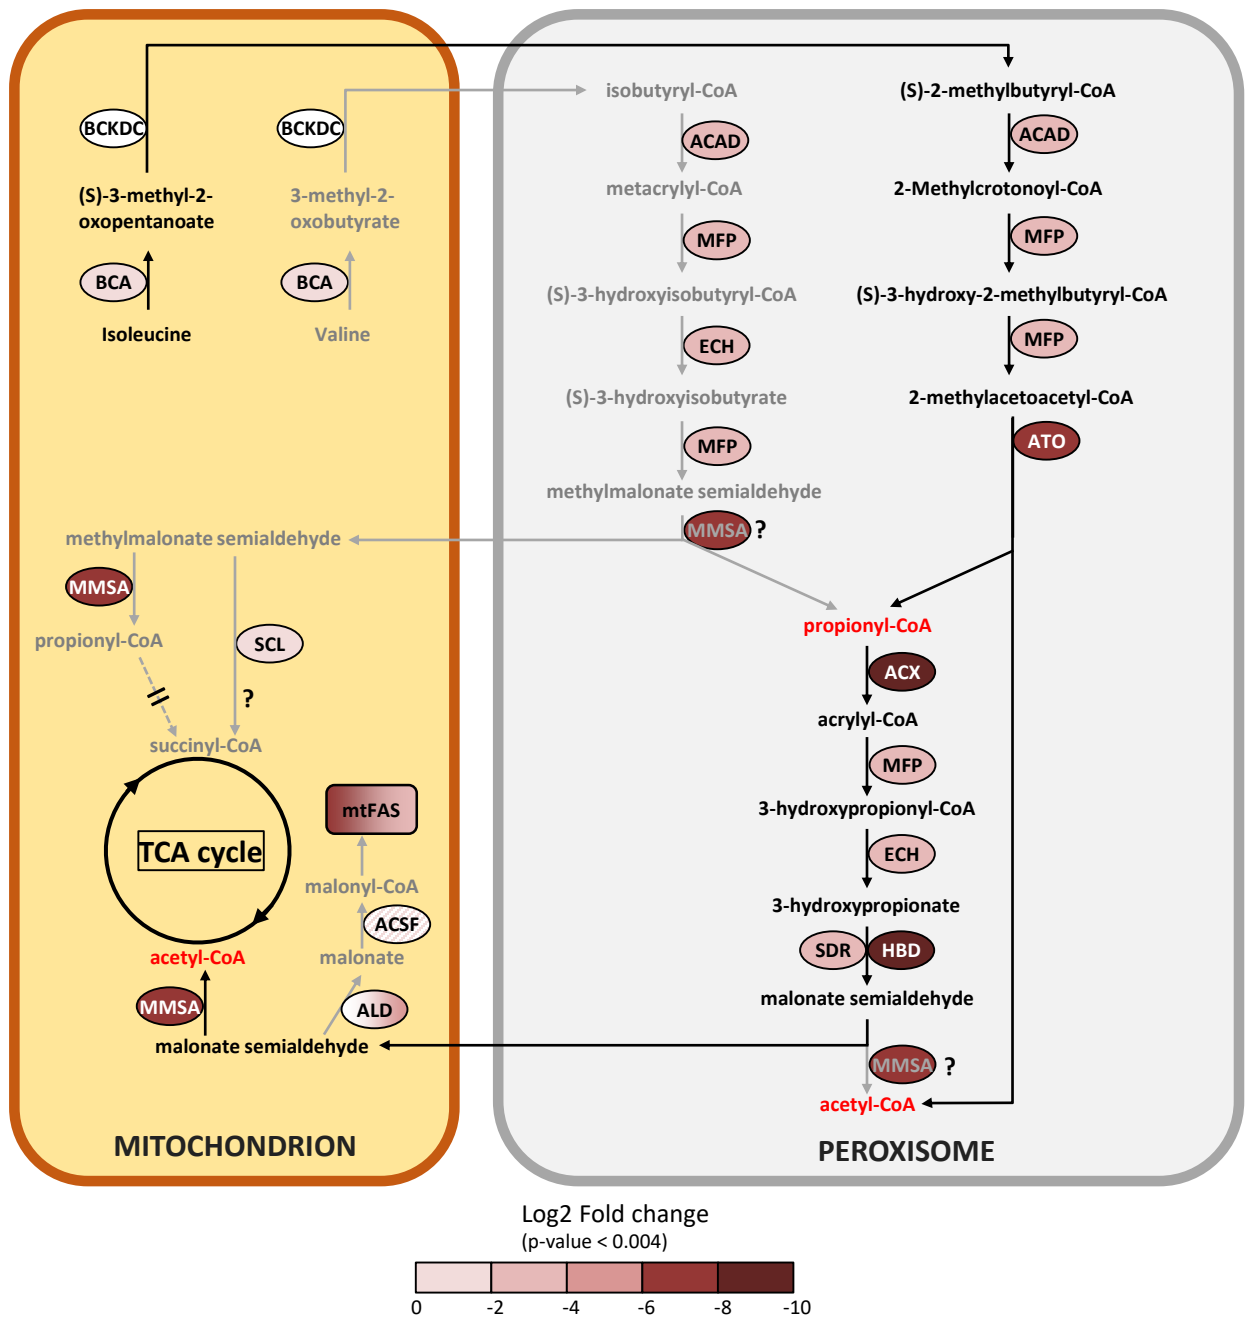 BCKDC
(S)-3-methyl-2-
oxopentanoate
BCA
Isoleucine
BCKDC
3-methyl-2-
oxobutyrate
BCA
Valine
methylmalonate semialdehyde
MMSA
propionyl-CoA
SCL
?
succinyl-CoA
TCA cycle
mtFAS
malonyl-CoA
ACSF
malonate
ALD
acetyl-CoA
MMSA
malonate semialdehyde
MITOCHONDRION
isobutyryl-CoA
ACAD
metacrylyl-CoA
MFP
(S)-3-hydroxyisobutyryl-CoA
ECH
(S)-3-hydroxyisobutyrate
MFP
methylmalonate semialdehyde
MMSA ?
(S)-2-methylbutyryl-CoA
ACAD
2-Methylcrotonoyl-CoA
MFP
(S)-3-hydroxy-2-methylbutyryl-CoA
MFP
2-methylacetoacetyl-CoA
ATO
propionyl-CoA
ACX
acrylyl-CoA
MFP
3-hydroxypropionyl-CoA
ECH
3-hydroxypropionate
SDR HBD
malonate semialdehyde
MMSA ?
acetyl-CoA
PEROXISOME
Log2 Fold change
(p-value < 0.004)
0 -2 -4 -6 -8 -10